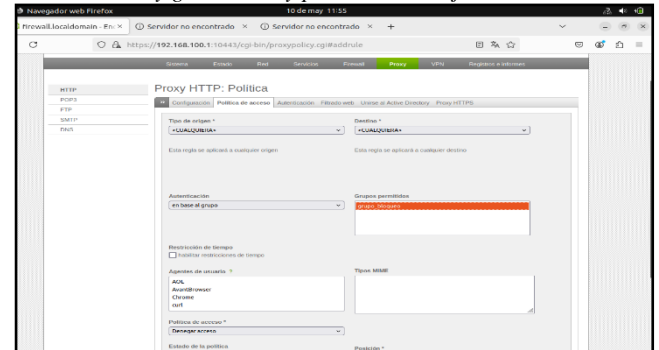 Navegador web Firefox 10 de may 11:55
firewall.localdomain - En × Servidor no encontrado × Servidor no encontrado × +
https://192.168.100.1:10443/cgi-bin/proxypolicy.cgi#addrule
Sistema Estado Red Servicios Firewall Proxy VPN Registros e informes
HTTP
POP3
FTP
SMTP
DNS
Proxy HTTP: Política
Configuración Política de acceso Autenticación Filtrado web Unirse al Active Directory Proxy HTTPS
Tipo de origen * Destino *
<CUALQUIERA> <CUALQUIERA>
Esta regla se aplicará a cualquier origen Esta regla se aplicará a cualquier destino
Autenticación Grupos permitidos
en base al grupo grupo_bloqueo
Restricción de tiempo
Habilitar restricciones de tiempo
Agentes de usuario ? Tipos MIME
AOL
AvantBrowser
Chrome
curl
Política de acceso *
Denegar acceso
Estado de la política Posición *